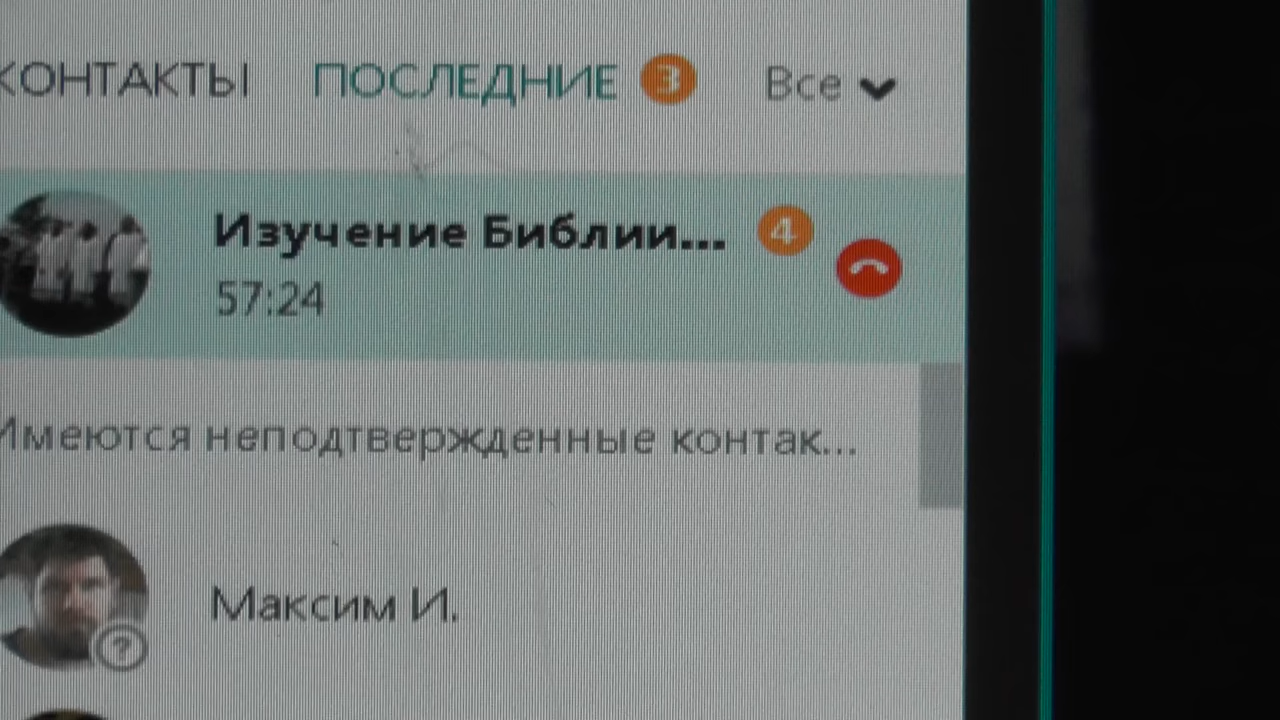 КОНТАКТЫ ПОСЛЕДНИЕ 3 Все
Изучение Библии... 4
57:24
Имеются неподтвержденные контак...
Максим И.
?